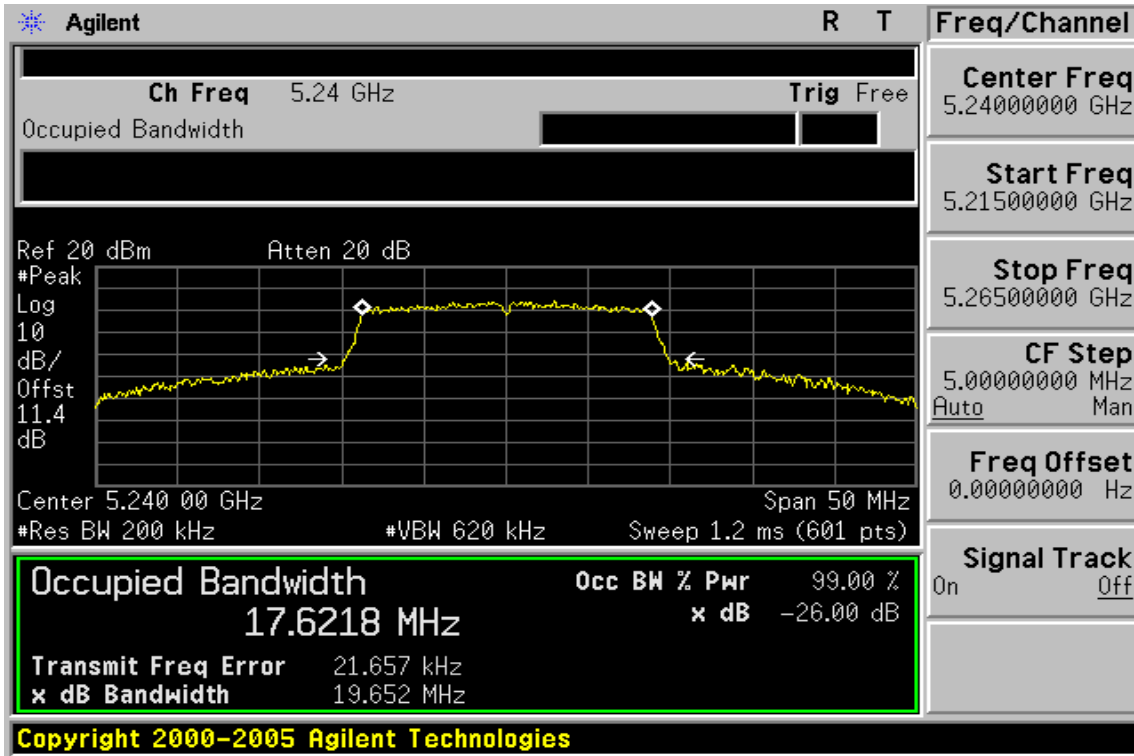 Agilent R T
Freq/Channel
Ch Freq 5.24 GHz Trig Free
Occupied Bandwidth
Ref 20 dBm Atten 20 dB
#Peak
Log
10
dB/
Offst
11.4
dB
Center 5.240 00 GHz Span 50 MHz
#Res BW 200 kHz #VBW 620 kHz Sweep 1.2 ms (601 pts)
Occupied Bandwidth
17.6218 MHz
Occ BW % Pwr 99.00 %
x dB -26.00 dB
Transmit Freq Error 21.657 kHz
x dB Bandwidth 19.652 MHz
Center Freq
5.24000000 GHz
Start Freq
5.21500000 GHz
Stop Freq
5.26500000 GHz
CF Step
5.00000000 MHz
Auto Man
Freq Offset
0.00000000 Hz
Signal Track
On Off
Copyright 2000-2005 Agilent Technologies